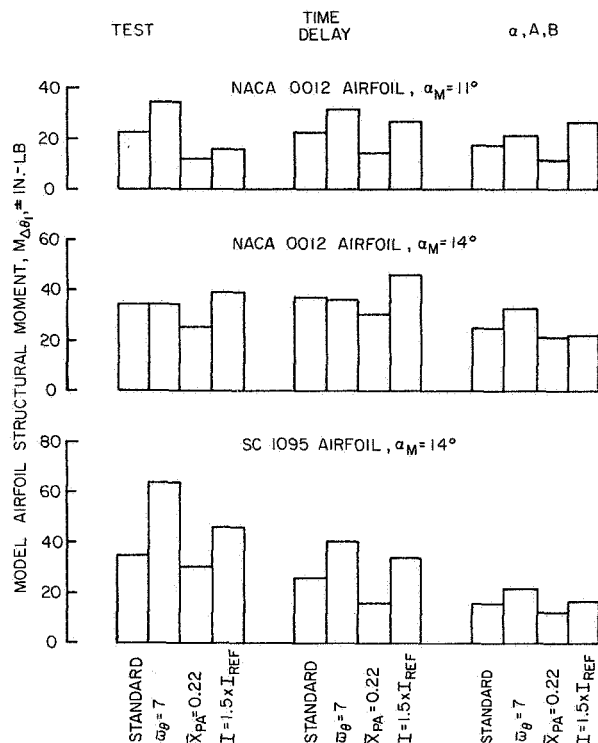 TEST
TIME
DELAY
α, A, B
MODEL AIRFOIL STRUCTURAL MOMENT, M_Δθ₁, ± IN.-LB
NACA 0012 AIRFOIL, α_M = 11°
40
20
0
NACA 0012 AIRFOIL, α_M = 14°
60
40
20
0
SC 1095 AIRFOIL, α_M = 14°
80
60
40
20
0
STANDARD
ω̄_θ = 7
X̄_PA = 0.22
I = 1.5 x I_REF
STANDARD
ω̄_θ = 7
X̄_PA = 0.22
I = 1.5 x I_REF
STANDARD
ω̄_θ = 7
X̄_PA = 0.22
I = 1.5 x I_REF